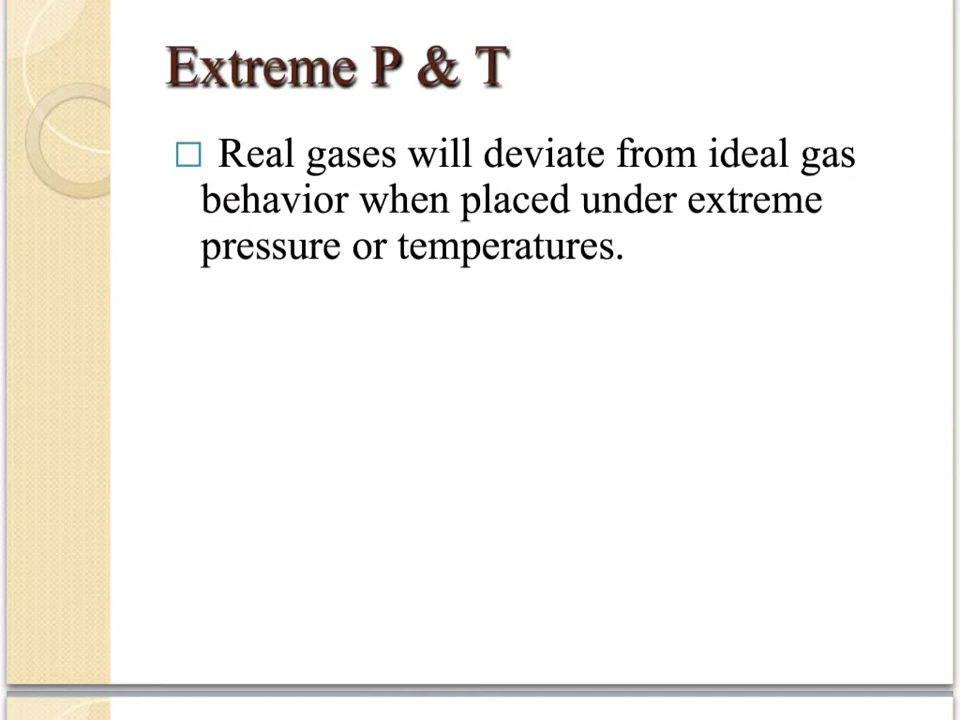 Extreme P & T
Real gases will deviate from ideal gas
behavior when placed under extreme
pressure or temperatures.